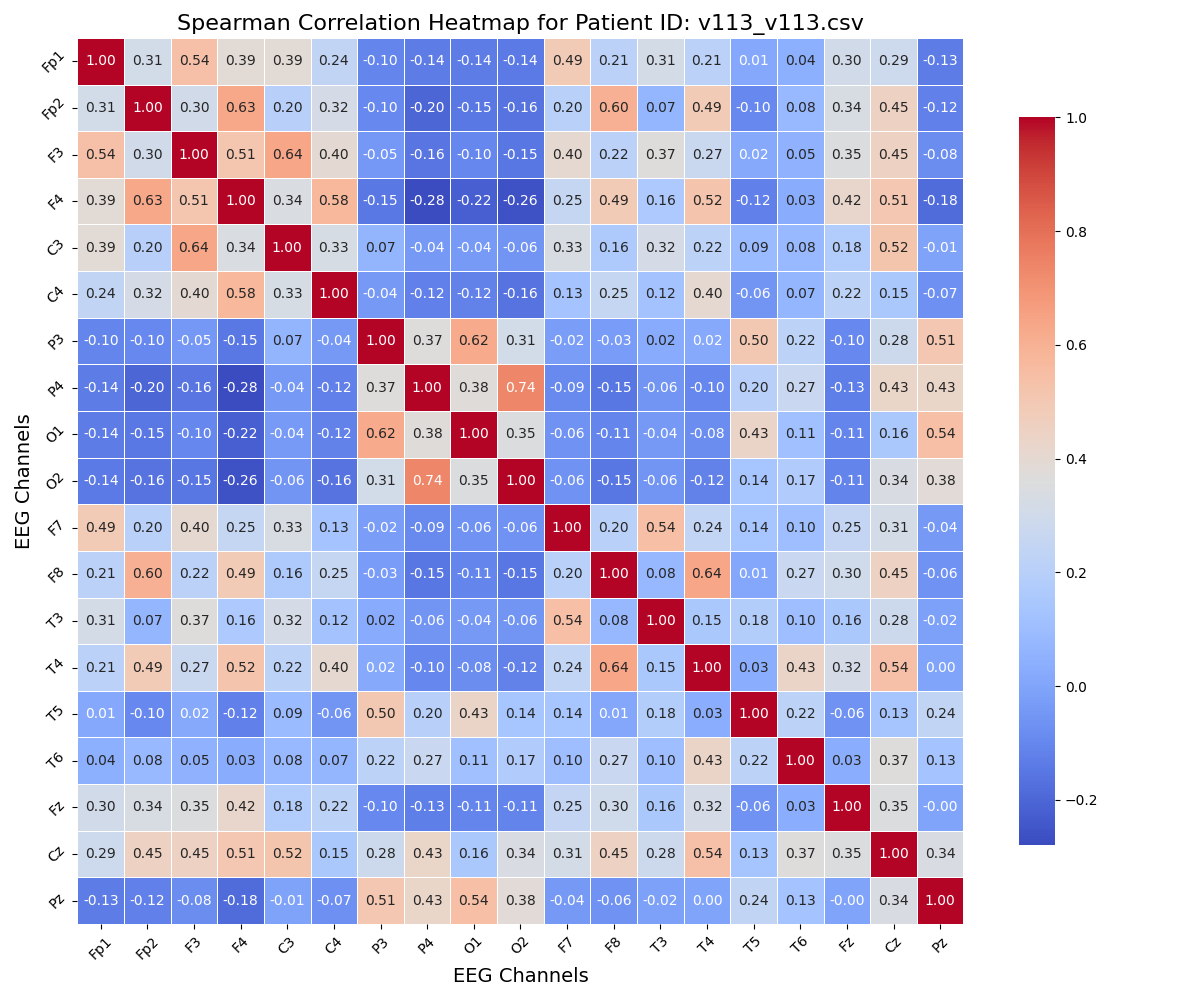 Spearman Correlation Heatmap for Patient ID: v113_v113.csv
Fp1 1.00 0.31 0.54 0.39 0.39 0.24 -0.10 -0.14 -0.14 -0.14 0.49 0.21 0.31 0.21 0.01 0.04 0.30 0.29 -0.13
Fp2 0.31 1.00 0.30 0.63 0.20 0.32 -0.10 -0.20 -0.15 -0.16 0.20 0.60 0.07 0.49 -0.10 0.08 0.34 0.45 -0.12
F3 0.54 0.30 1.00 0.51 0.64 0.40 -0.05 -0.16 -0.10 -0.15 0.40 0.22 0.37 0.27 0.02 0.05 0.35 0.45 -0.08
F4 0.39 0.63 0.51 1.00 0.34 0.58 -0.15 -0.28 -0.22 -0.26 0.25 0.49 0.16 0.52 -0.12 0.03 0.42 0.51 -0.18
C3 0.39 0.20 0.64 0.34 1.00 0.33 0.07 -0.04 -0.04 -0.06 0.33 0.16 0.32 0.22 0.09 0.08 0.18 0.52 -0.01
C4 0.24 0.32 0.40 0.58 0.33 1.00 -0.04 -0.12 -0.12 -0.16 0.13 0.25 0.12 0.40 -0.06 0.07 0.22 0.15 -0.07
P3 -0.10 -0.10 -0.05 -0.15 0.07 -0.04 1.00 0.37 0.62 0.31 -0.02 -0.03 0.02 0.02 0.50 0.22 -0.10 0.28 0.51
P4 -0.14 -0.20 -0.16 -0.28 -0.04 -0.12 0.37 1.00 0.38 0.74 -0.09 -0.15 -0.06 -0.10 0.20 0.27 -0.13 0.43 0.43
O1 -0.14 -0.15 -0.10 -0.22 -0.04 -0.12 0.62 0.38 1.00 0.35 -0.06 -0.11 -0.04 -0.08 0.43 0.11 -0.11 0.16 0.54
O2 -0.14 -0.16 -0.15 -0.26 -0.06 -0.16 0.31 0.74 0.35 1.00 -0.06 -0.15 -0.06 -0.12 0.14 0.17 -0.11 0.34 0.38
F7 0.49 0.20 0.40 0.25 0.33 0.13 -0.02 -0.09 -0.06 -0.06 1.00 0.20 0.54 0.24 0.14 0.10 0.25 0.31 -0.04
F8 0.21 0.60 0.22 0.49 0.16 0.25 -0.03 -0.15 -0.11 -0.15 0.20 1.00 0.08 0.64 0.01 0.27 0.30 0.45 -0.06
T3 0.31 0.07 0.37 0.16 0.32 0.12 0.02 -0.06 -0.04 -0.06 0.54 0.08 1.00 0.15 0.18 0.10 0.16 0.28 -0.02
T4 0.21 0.49 0.27 0.52 0.22 0.40 0.02 -0.10 -0.08 -0.12 0.24 0.64 0.15 1.00 0.03 0.43 0.32 0.54 0.00
T5 0.01 -0.10 0.02 -0.12 0.09 -0.06 0.50 0.20 0.43 0.14 0.14 0.01 0.18 0.03 1.00 0.22 -0.06 0.13 0.24
T6 0.04 0.08 0.05 0.03 0.08 0.07 0.22 0.27 0.11 0.17 0.10 0.27 0.10 0.43 0.22 1.00 0.03 0.37 0.13
Fz 0.30 0.34 0.35 0.42 0.18 0.22 -0.10 -0.13 -0.11 -0.11 0.25 0.30 0.16 0.32 -0.06 0.03 1.00 0.35 -0.00
Cz 0.29 0.45 0.45 0.51 0.52 0.15 0.28 0.43 0.16 0.34 0.31 0.45 0.28 0.54 0.13 0.37 0.35 1.00 0.34
Pz -0.13 -0.12 -0.08 -0.18 -0.01 -0.07 0.51 0.43 0.54 0.38 -0.04 -0.06 -0.02 0.00 0.24 0.13 -0.00 0.34 1.00
Fp1 Fp2 F3 F4 C3 C4 P3 P4 O1 O2 F7 F8 T3 T4 T5 T6 Fz Cz Pz
EEG Channels
EEG Channels
1.0
0.8
0.6
0.4
0.2
0.0
−0.2